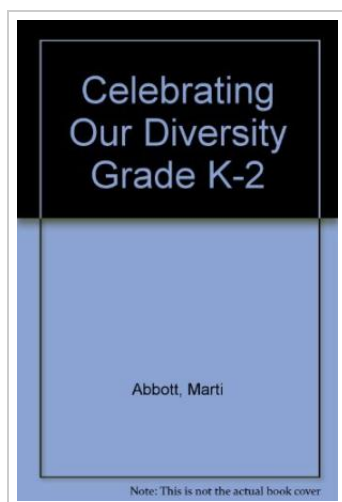 Celebrating
Our Diversity
Grade K-2
Abbott, Marti
Note: This is not the actual book cover